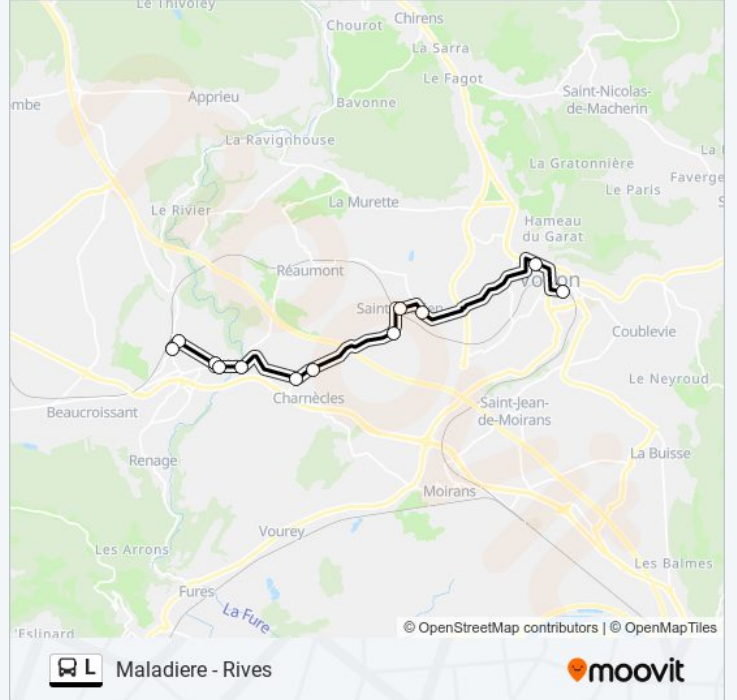 Le Thivoley
Chourot
Chirens
La Sarra
Le Fagot
Saint-Nicolas-
de-Macherin
Apprieu
Bavonne
La Ravignhouse
La Gratonnière
Faverge
Le Paris
La Murette
Le Rivier
Hameau
du Garat
Réaumont
Voiron
Saint
Coublevie
Le Neyroud
Charnècles
Beaucroissant
Saint-Jean-
de-Moirans
Renage
La Buisse
Moirans
Vourey
Les Arrons
Les Balmes
Fures
La Fure
© OpenStreetMap contributors | © OpenMapTiles
L Maladiere - Rives
moovit